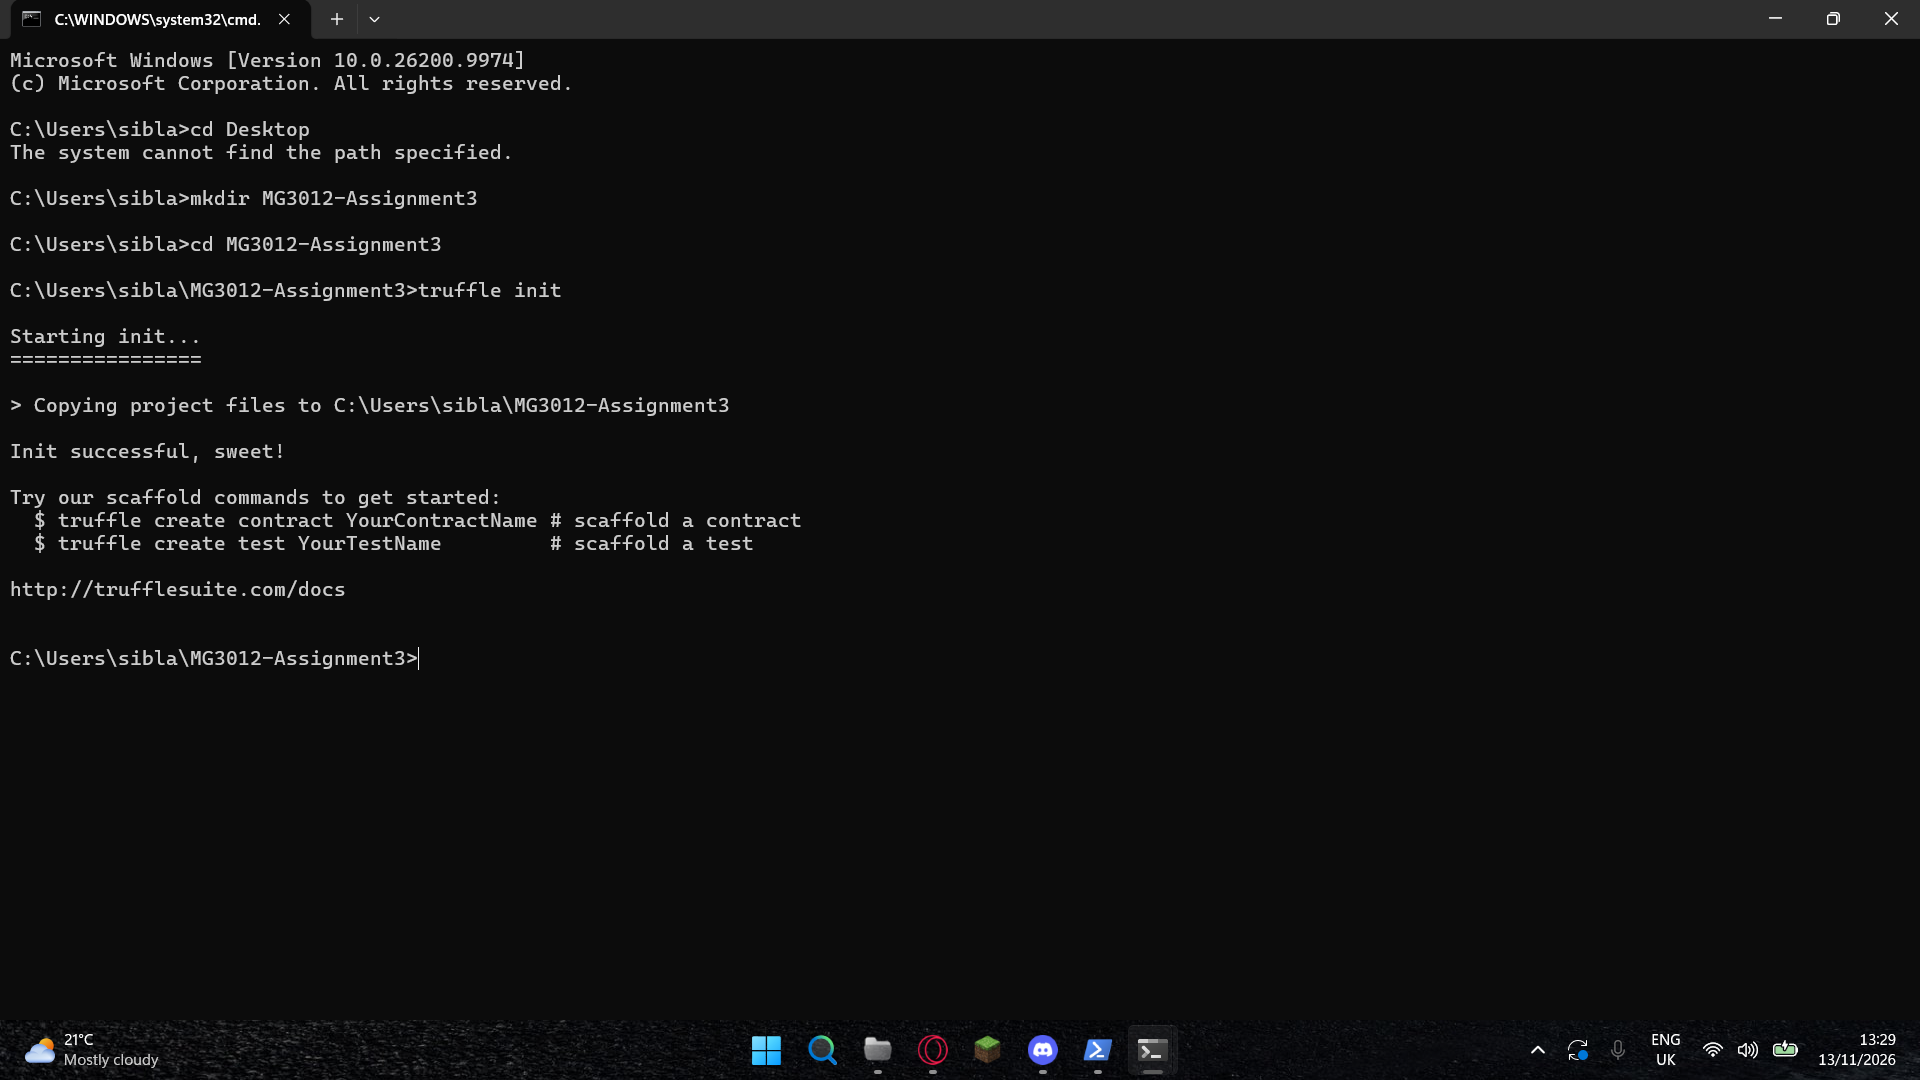 C:\WINDOWS\system32\cmd.
Microsoft Windows [Version 10.0.26200.9974]
(c) Microsoft Corporation. All rights reserved.
C:\Users\sibla>cd Desktop
The system cannot find the path specified.
C:\Users\sibla>mkdir MG3012-Assignment3
C:\Users\sibla>cd MG3012-Assignment3
C:\Users\sibla\MG3012-Assignment3>truffle init
Starting init...
================
> Copying project files to C:\Users\sibla\MG3012-Assignment3
Init successful, sweet!
Try our scaffold commands to get started:
$ truffle create contract YourContractName # scaffold a contract
$ truffle create test YourTestName         # scaffold a test
http://trufflesuite.com/docs
C:\Users\sibla\MG3012-Assignment3>
21°C
Mostly cloudy
ENG
UK
13:29
13/11/2026